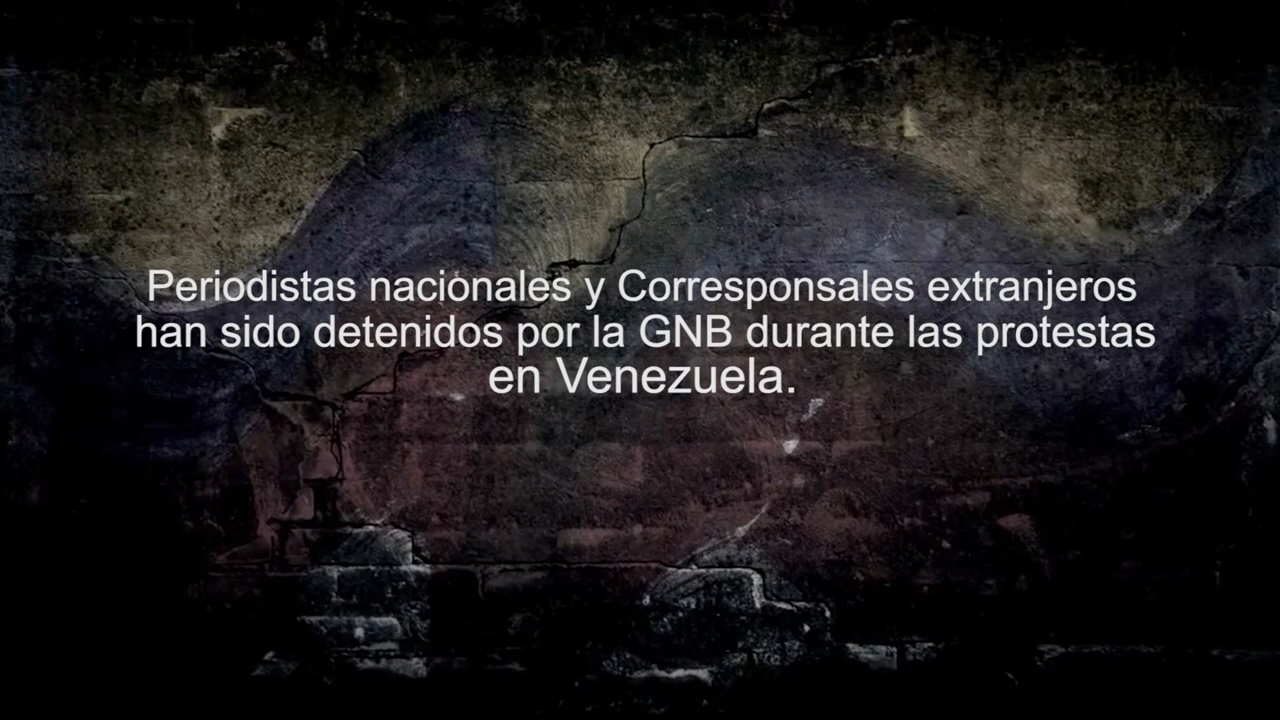 Periodistas nacionales y Corresponsales extranjeros
han sido detenidos por la GNB durante las protestas
en Venezuela.